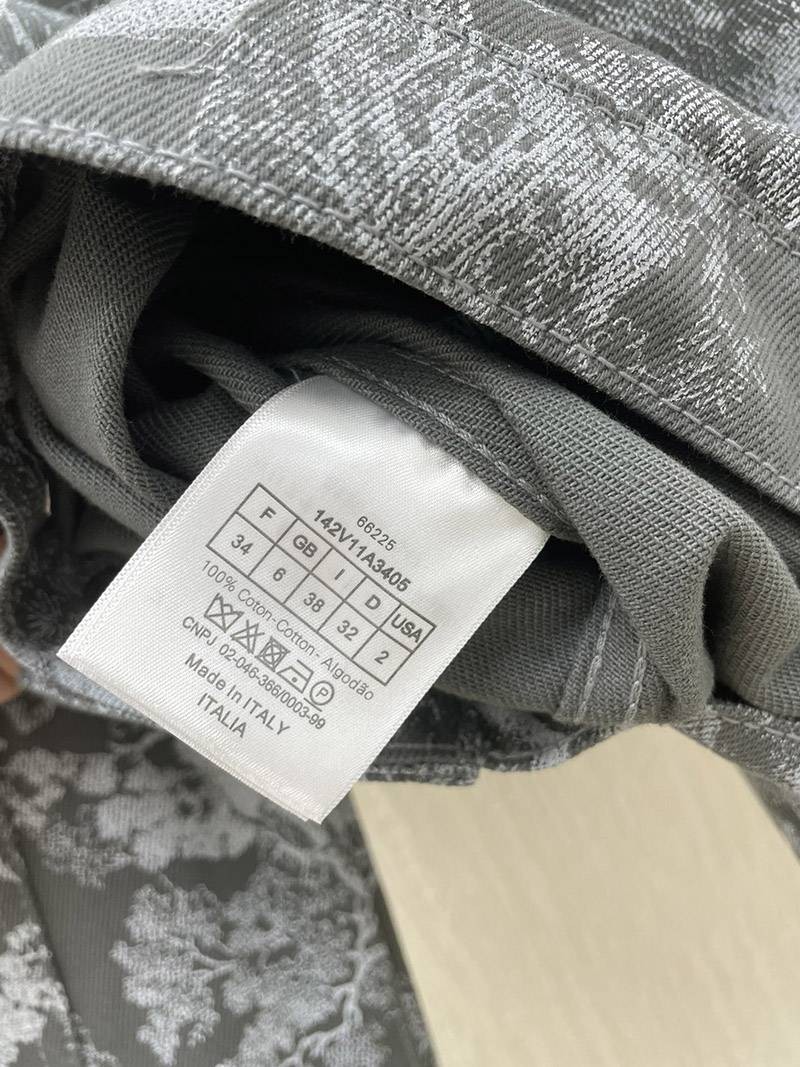 66225
142V11A3405
F GB I D USA
34 6 38 32 2
100% Coton-Cotton-Algodão
CNPJ 02-046-366/0003-99
Made In ITALY
ITALIA